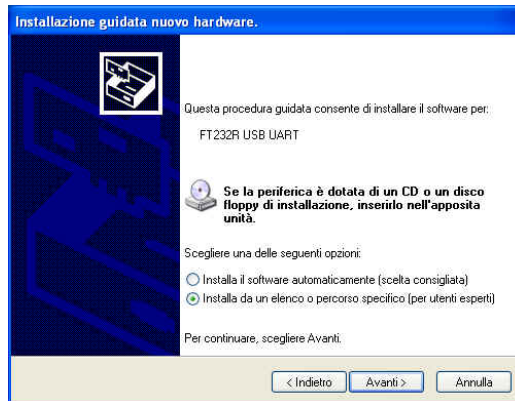 Installazione guidata nuovo hardware.
Questa procedura guidata consente di installare il software per:
FT232R USB UART
Se la periferica è dotata di un CD o un disco
floppy di installazione, inserirlo nell'apposita
unità.
Scegliere una delle seguenti opzioni:
Installa il software automaticamente (scelta consigliata)
Installa da un elenco o percorso specifico (per utenti esperti)
Per continuare, scegliere Avanti.
< Indietro
Avanti >
Annulla